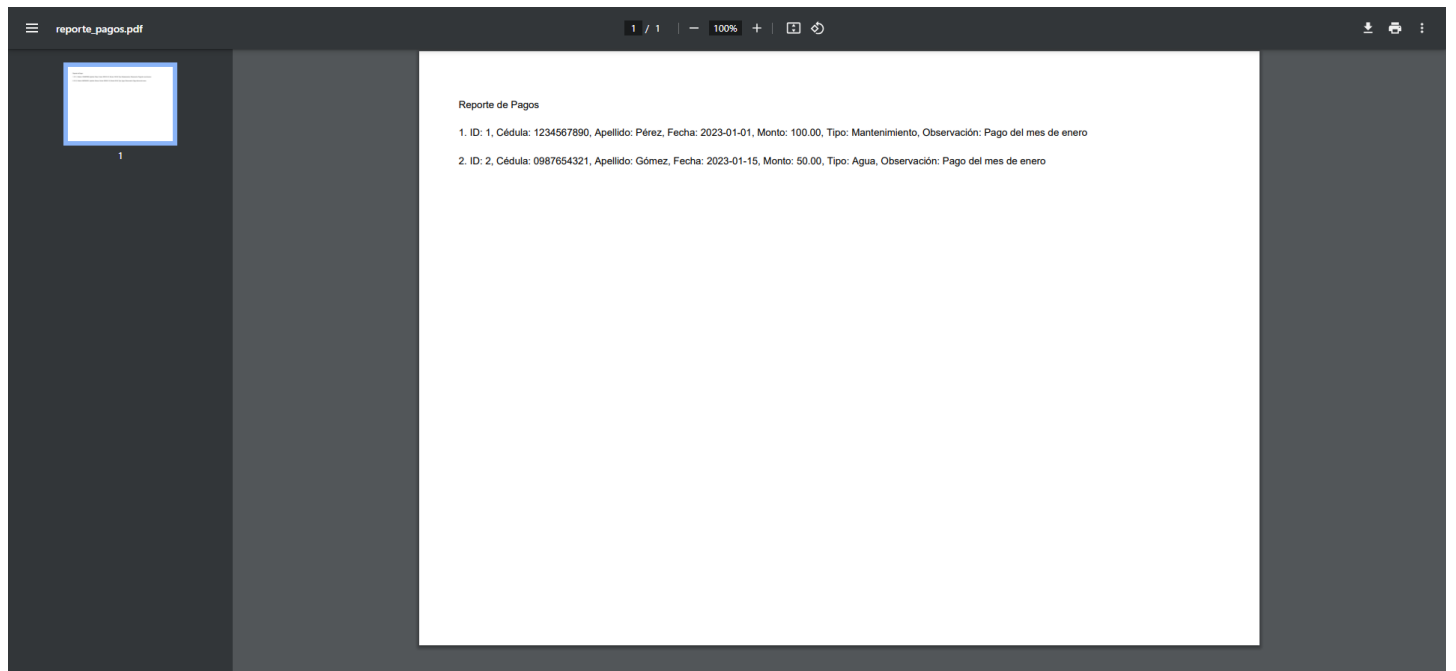 reporte_pagos.pdf
1 / 1
100%
1
Reporte de Pagos
1. ID: 1, Cédula: 1234567890, Apellido: Pérez, Fecha: 2023-01-01, Monto: 100.00, Tipo: Mantenimiento, Observación: Pago del mes de enero
2. ID: 2, Cédula: 0987654321, Apellido: Gómez, Fecha: 2023-01-15, Monto: 50.00, Tipo: Agua, Observación: Pago del mes de enero